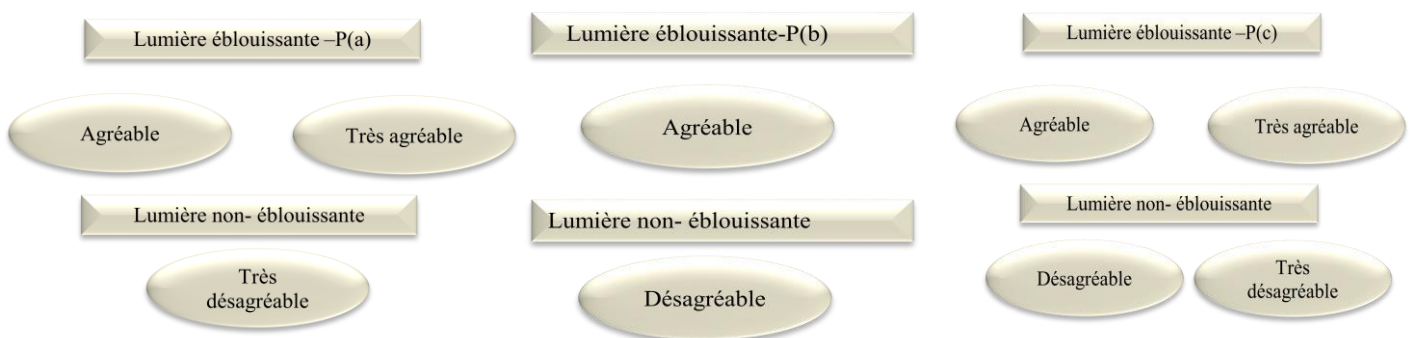 Lumière éblouissante –P(a)
Agréable
Très agréable
Lumière non- éblouissante
Très
désagréable
Lumière éblouissante-P(b)
Agréable
Lumière non- éblouissante
Désagréable
Lumière éblouissante –P(c)
Agréable
Très agréable
Lumière non- éblouissante
Désagréable
Très
désagréable